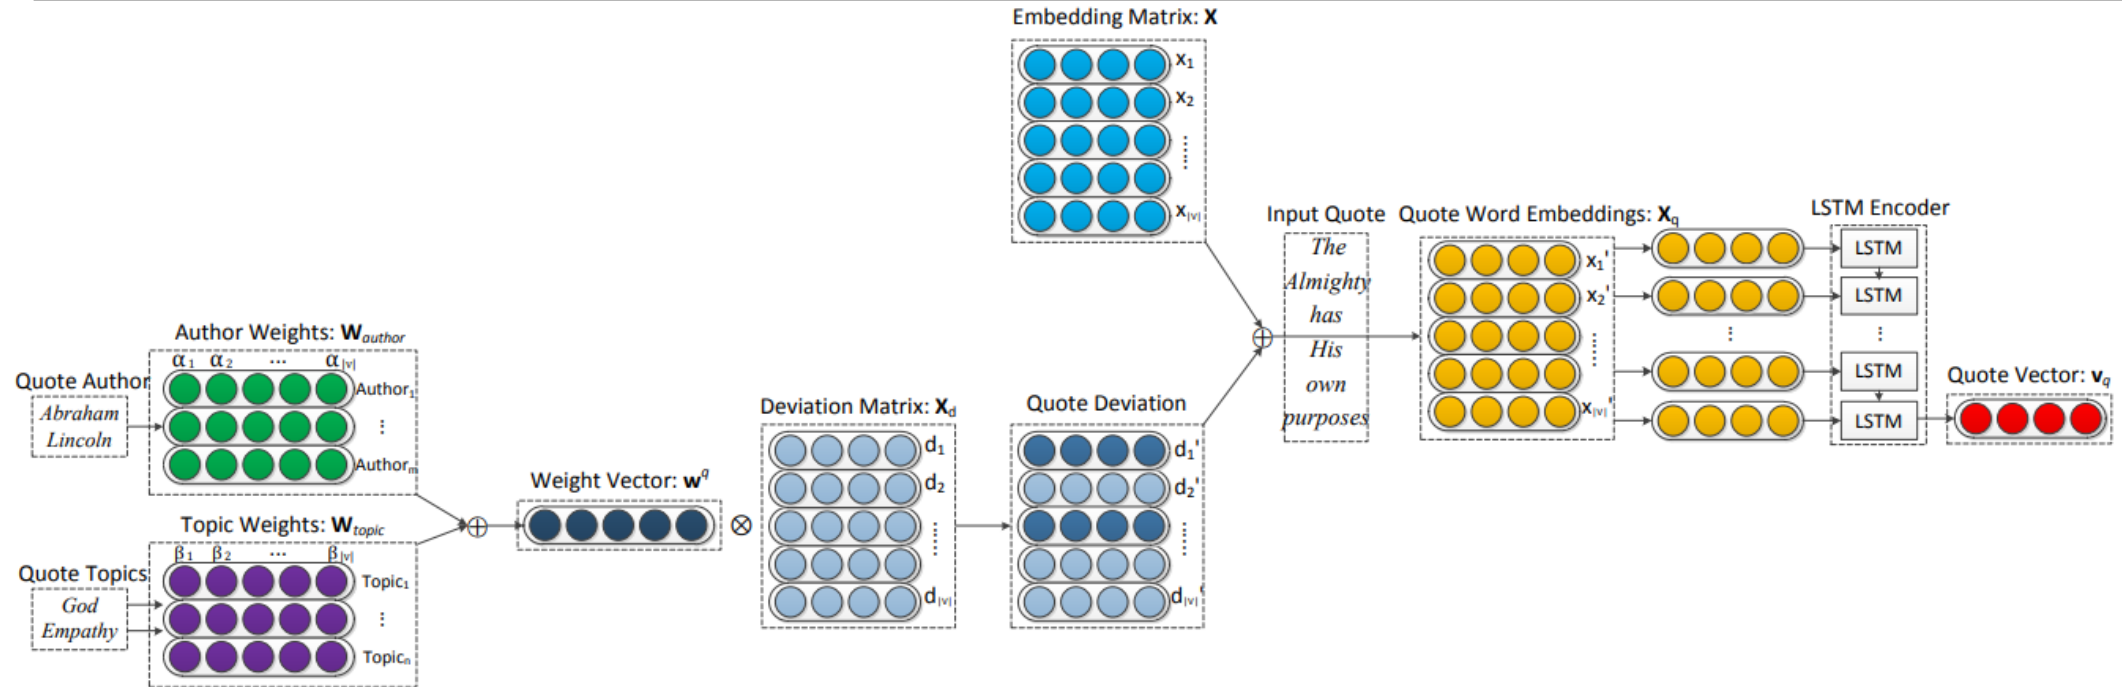 Embedding Matrix: X
x1
x2
......
x|v|
Input Quote
The
Almighty
has
His
own
purposes
Quote Word Embeddings: Xq
x1'
x2'
......
x|v|'
LSTM Encoder
LSTM
LSTM
⋮
LSTM
LSTM
Quote Vector: vq
Author Weights: Wauthor
α1 α2 ... α|v|
Quote Author
Abraham
Lincoln
Author1
⋮
Authorm
Topic Weights: Wtopic
β1 β2 ... β|v|
Quote Topics
God
Empathy
Topic1
⋮
Topicn
Weight Vector: wq
Deviation Matrix: Xd
d1
d2
......
d|v|
Quote Deviation
d1'
d2'
......
d|v|'